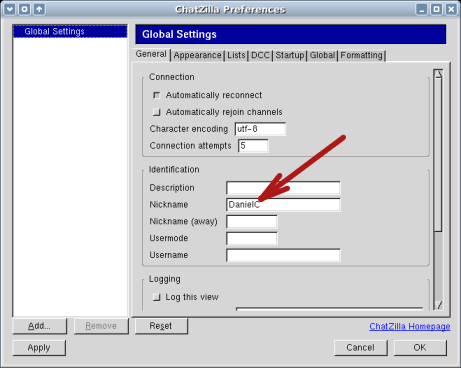 ChatZilla Preferences
Global Settings
Global Settings
General Appearance Lists DCC Startup Global Formatting
Connection
Automatically reconnect
Automatically rejoin channels
Character encoding utf-8
Connection attempts 5
Identification
Description
Nickname DanielC
Nickname (away)
Usermode
Username
Logging
Log this view
Add... Remove Reset ChatZilla Homepage
Apply Cancel OK